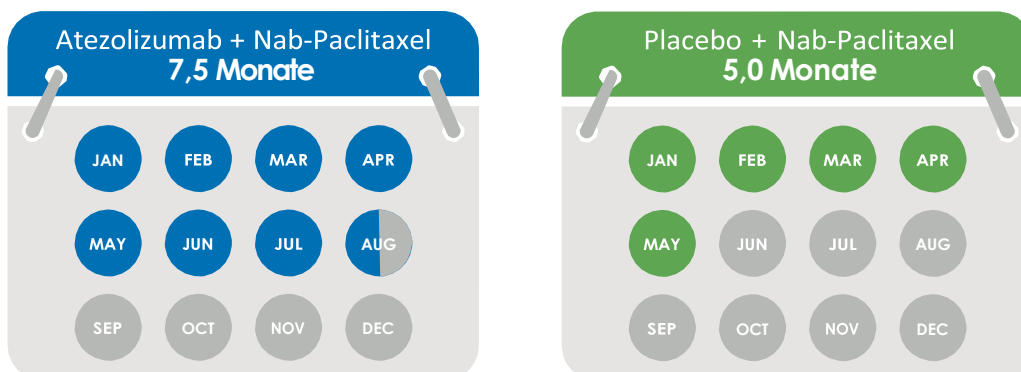 Atezolizumab + Nab-Paclitaxel
7,5 Monate
JAN FEB MAR APR
MAY JUN JUL AUG
SEP OCT NOV DEC
Placebo + Nab-Paclitaxel
5,0 Monate
JAN FEB MAR APR
MAY JUN JUL AUG
SEP OCT NOV DEC